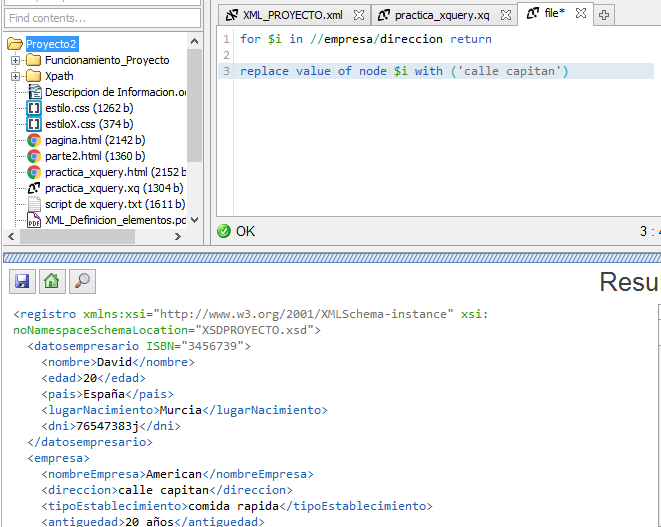 Find contents...
Proyecto2
Funcionamiento_Proyecto
Xpath
Descripcion de Informacion.oc
estilo.css (1262 b)
estiloX.css (374 b)
pagina.html (2142 b)
parte2.html (1360 b)
practica_xquery.html (2152 b)
practica_xquery.xq (1304 b)
script de xquery.txt (1611 b)
XML_Definicion_elementos.pd
XML_PROYECTO.xml
practica_xquery.xq
file*
1 for $i in //empresa/direccion return
2
3 replace value of node $i with ('calle capitan')
OK
3 : 4
Resu
<registro xmlns:xsi="http://www.w3.org/2001/XMLSchema-instance" xsi:
noNamespaceSchemaLocation="XSDPROYECTO.xsd">
<datosempresario ISBN="3456739">
<nombre>David</nombre>
<edad>20</edad>
<pais>España</pais>
<lugarNacimiento>Murcia</lugarNacimiento>
<dni>76547383j</dni>
</datosempresario>
<empresa>
<nombreEmpresa>American</nombreEmpresa>
<direccion>calle capitan</direccion>
<tipoEstablecimiento>comida rapida</tipoEstablecimiento>
<antiguedad>20 años</antiguedad>